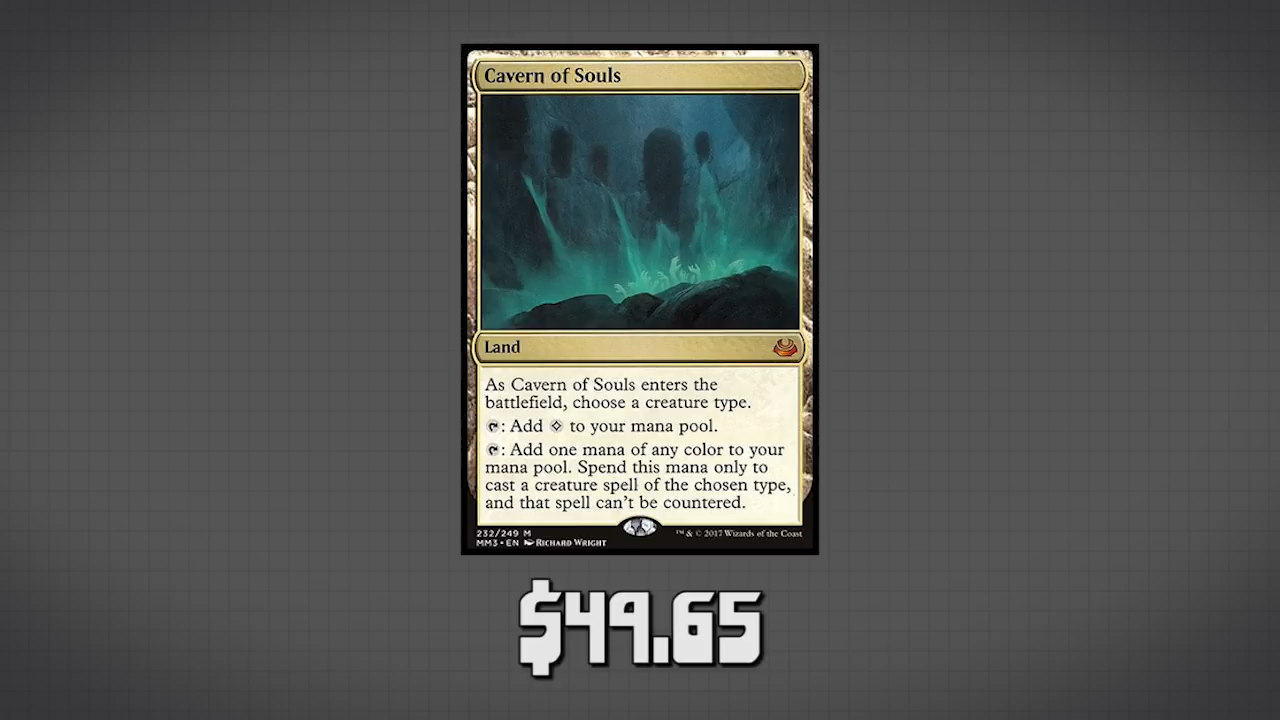 Cavern of Souls
Land
As Cavern of Souls enters the
battlefield, choose a creature type.
: Add to your mana pool.
: Add one mana of any color to your
mana pool. Spend this mana only to
cast a creature spell of the chosen type,
and that spell can't be countered.
232/249 M
MM3 • EN Richard Wright
™ & © 2017 Wizards of the Coast
$49.65